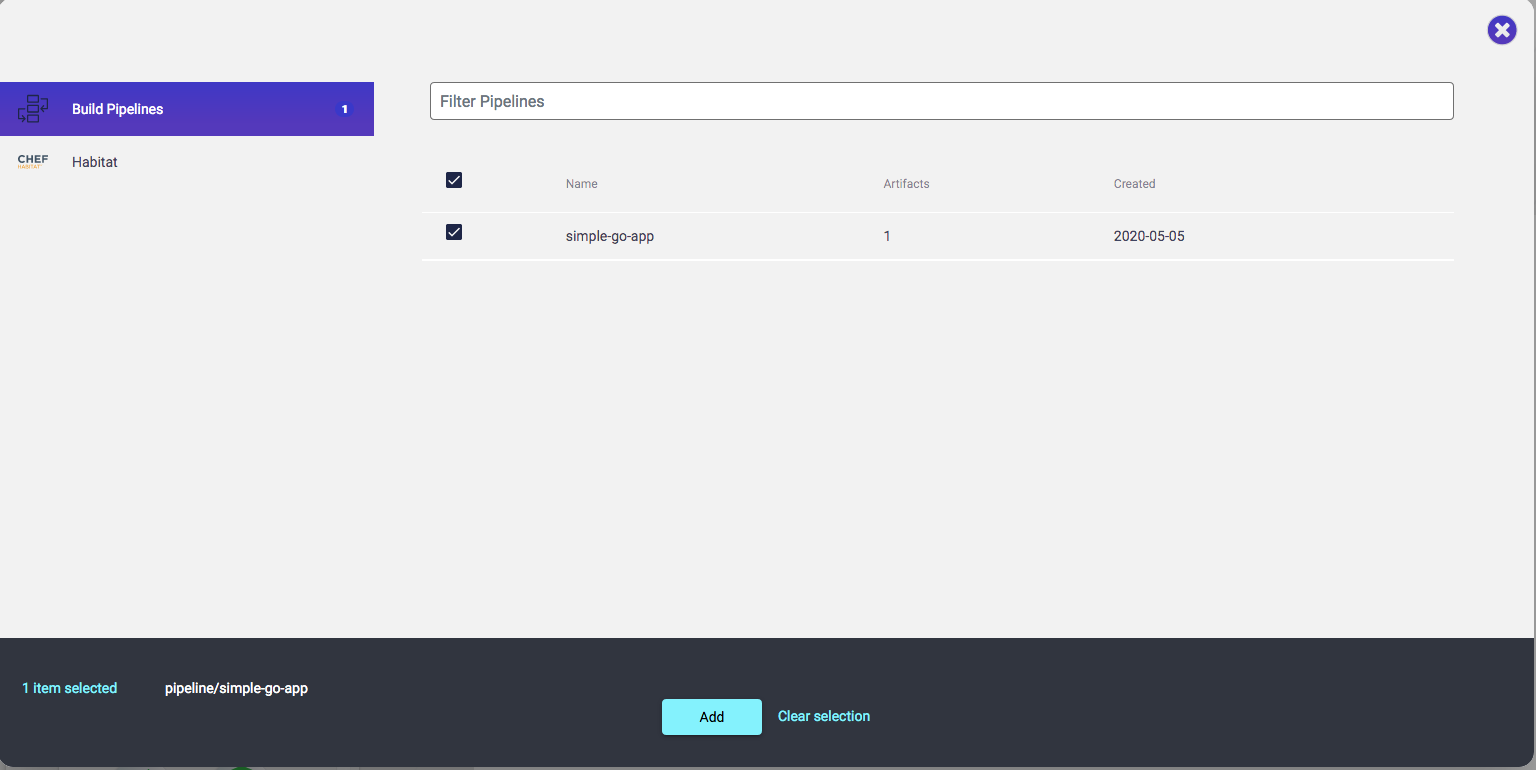 Build Pipelines 1
CHEF
HABITAT
Habitat
Filter Pipelines
Name Artifacts Created
simple-go-app 1 2020-05-05
1 item selected pipeline/simple-go-app
Add Clear selection